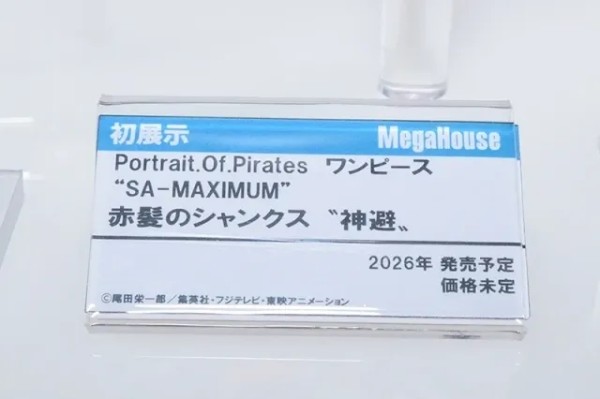 初展示 MegaHouse
Portrait.Of.Pirates ワンピース
“SA-MAXIMUM”
赤髪のシャンクス〝神避〟
2026年 発売予定
価格未定
©尾田栄一郎／集英社・フジテレビ・東映アニメーション